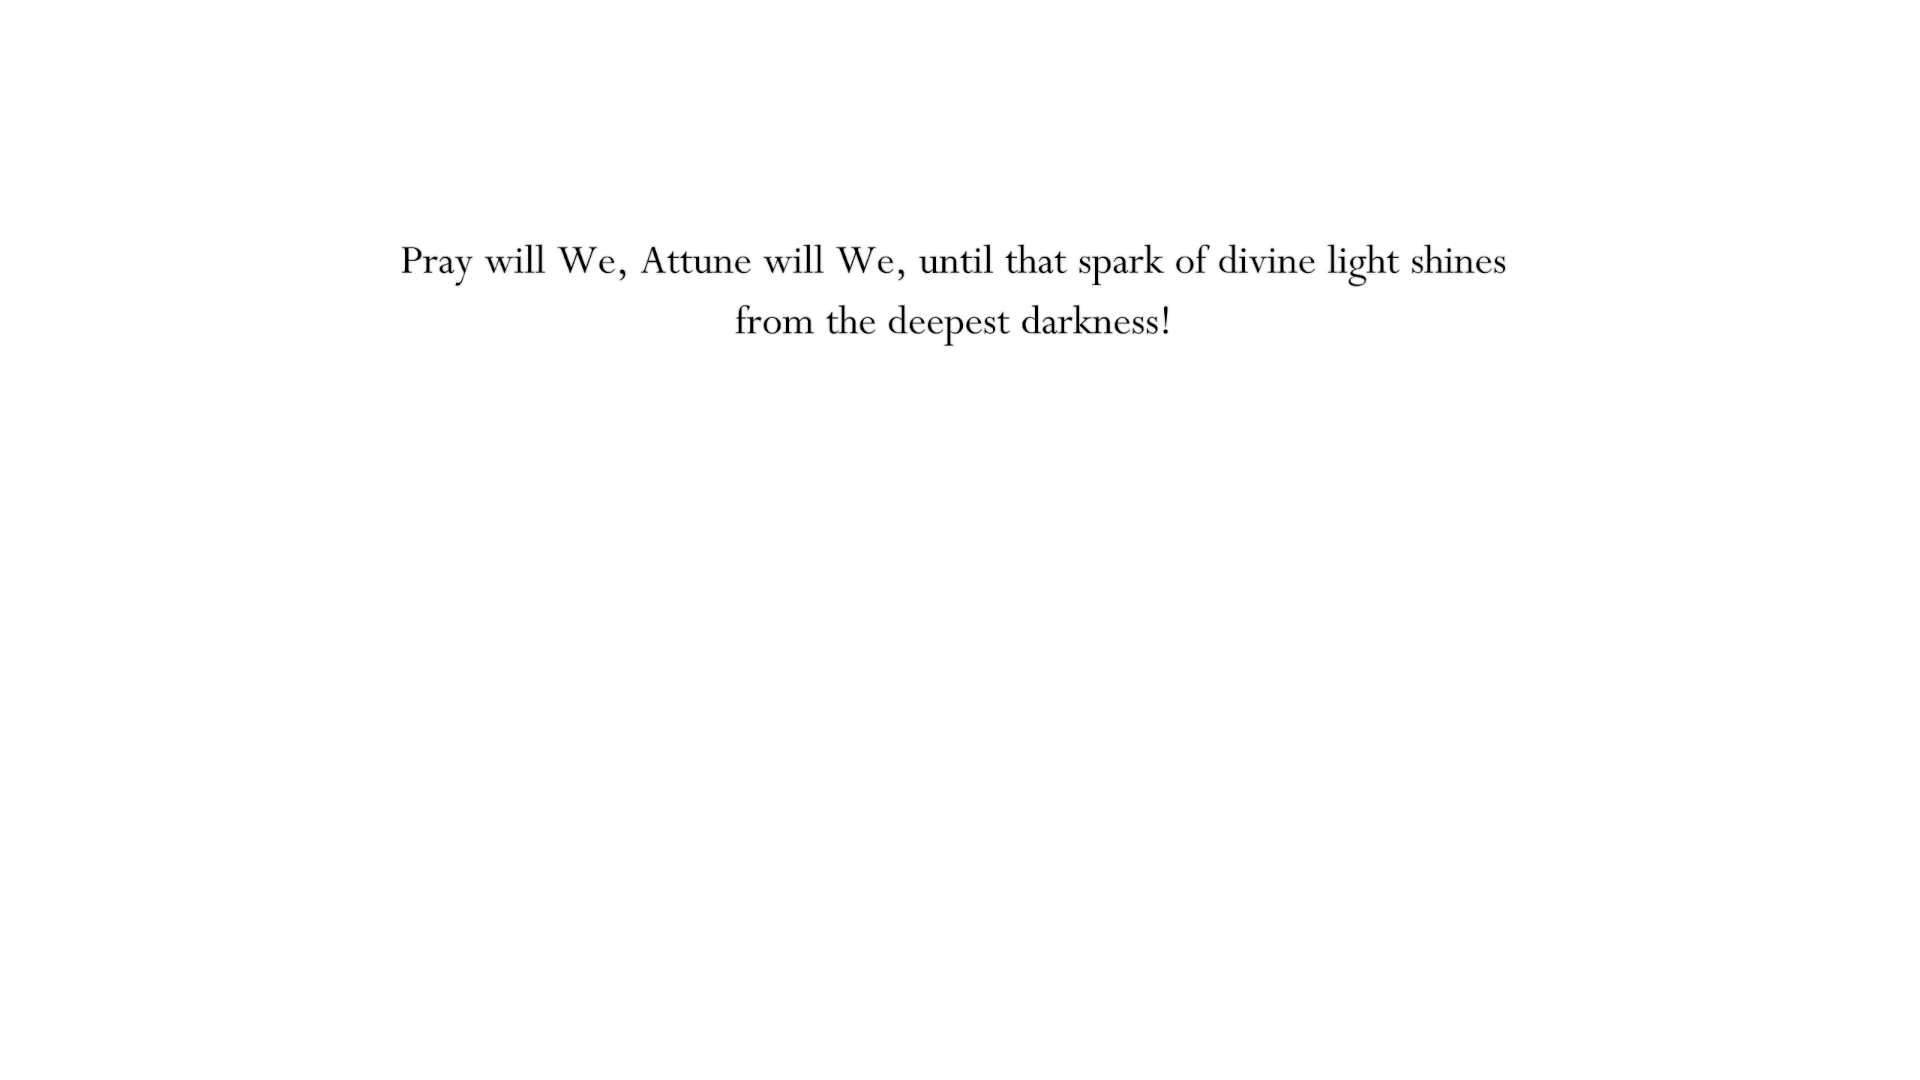 Pray will We, Attune will We, until that spark of divine light shines
from the deepest darkness!